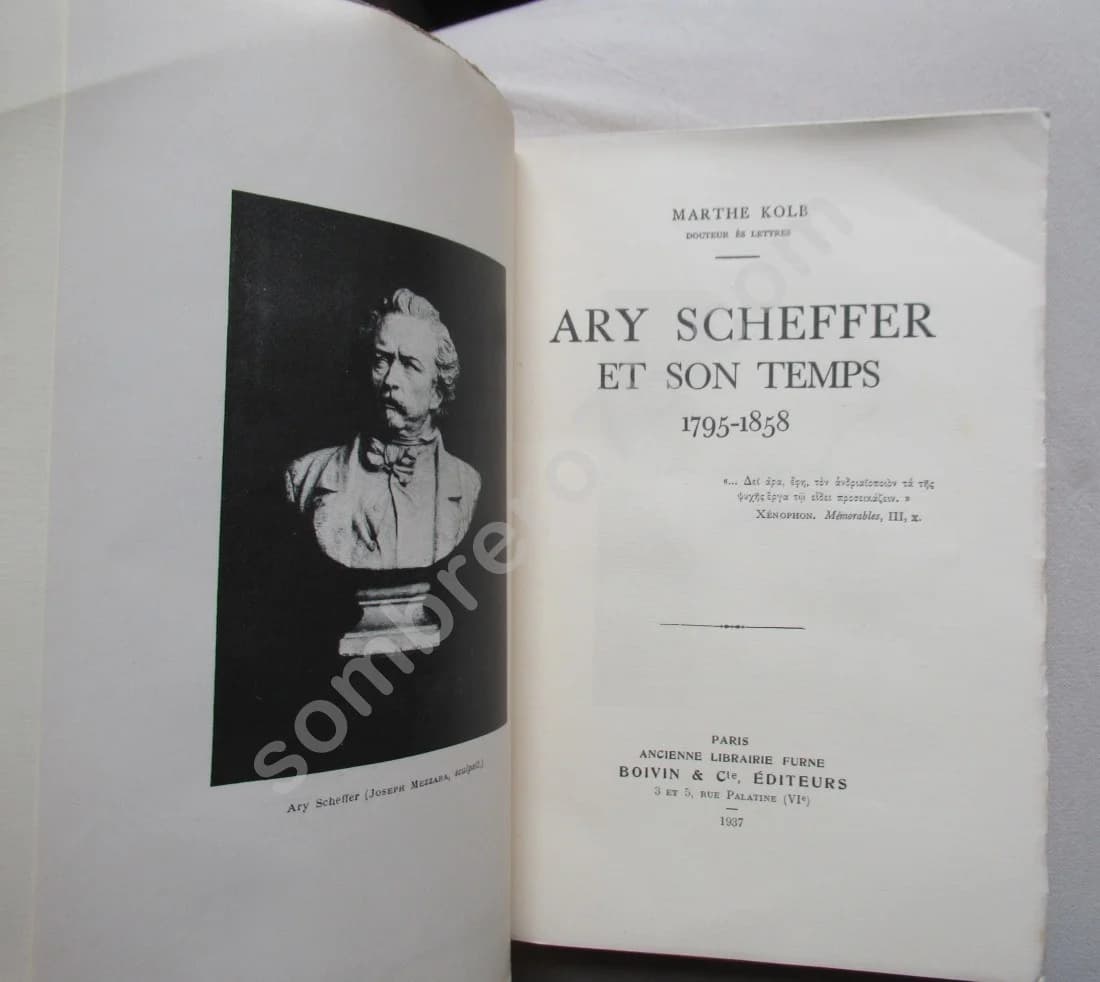 Ary Scheffer (JOSEPH MEZZARA, sculpsit.)
MARTHE KOLB
DOCTEUR ÈS LETTRES
ARY SCHEFFER
ET SON TEMPS
1795-1858
«... Δεῖ ἄρα, ἔφη, τὸν ἀνδριαντοποιὸν τὰ τῆς
ψυχῆς ἔργα τῷ εἴδει προσεικάζειν. »
XÉNOPHON. Mémorables, III, x.
PARIS
ANCIENNE LIBRAIRIE FURNE
BOIVIN & Cie, ÉDITEURS
3 ET 5, RUE PALATINE (VIe)
1937